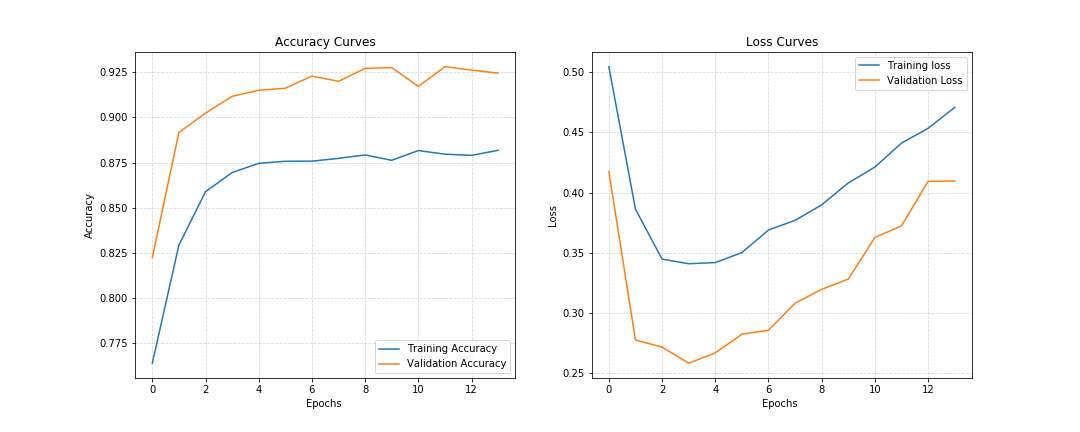 Accuracy Curves
0.925
0.900
0.875
0.850
0.825
0.800
0.775
Accuracy
Training Accuracy
Validation Accuracy
0 2 4 6 8 10 12
Epochs
Loss Curves
0.50
0.45
0.40
0.35
0.30
0.25
Loss
Training loss
Validation Loss
0 2 4 6 8 10 12
Epochs